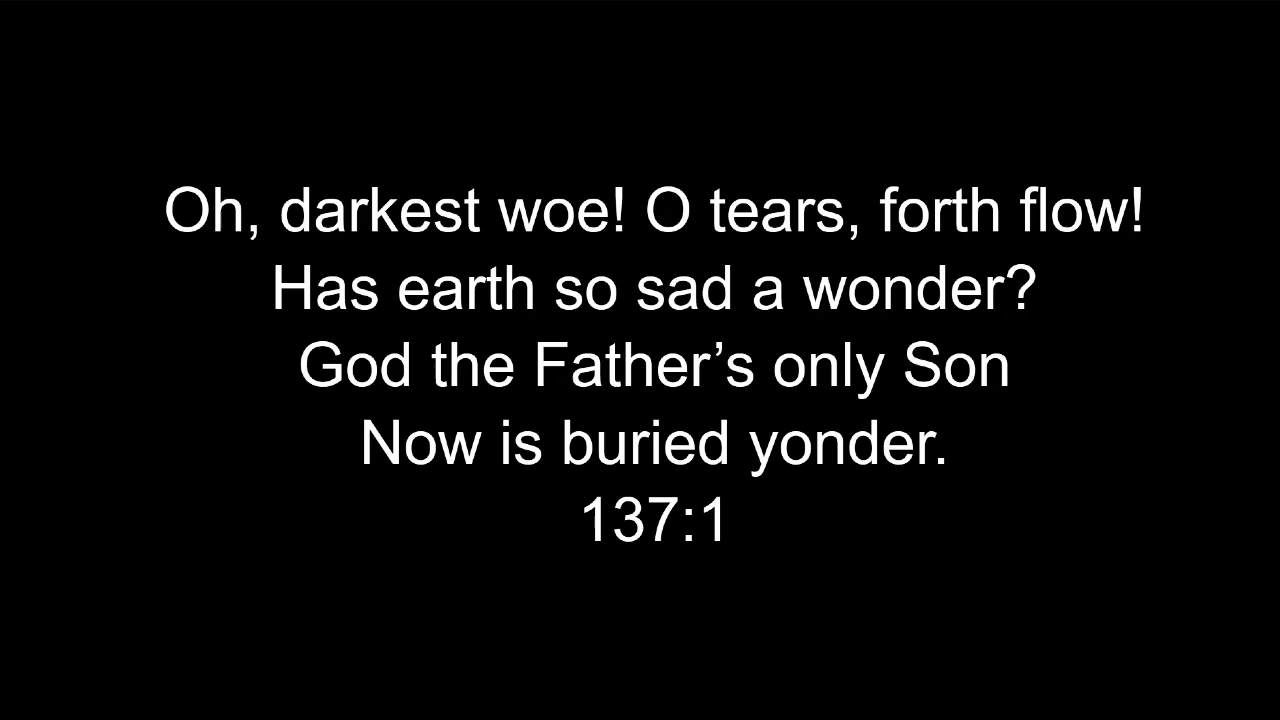 Oh, darkest woe! O tears, forth flow!
Has earth so sad a wonder?
God the Father’s only Son
Now is buried yonder.
137:1